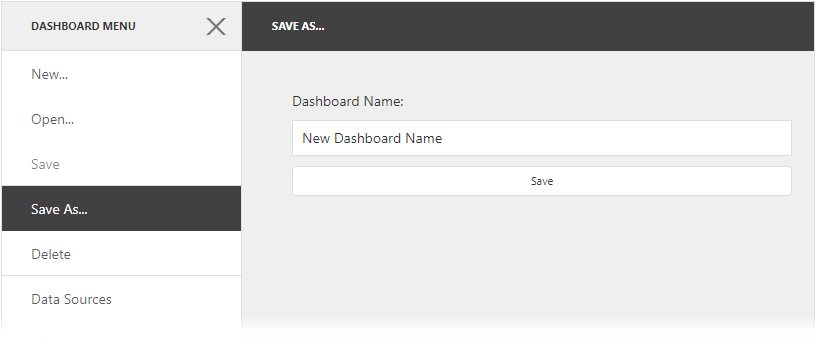 DASHBOARD MENU
New...
Open...
Save
Save As...
Delete
Data Sources
SAVE AS...
Dashboard Name:
New Dashboard Name
Save